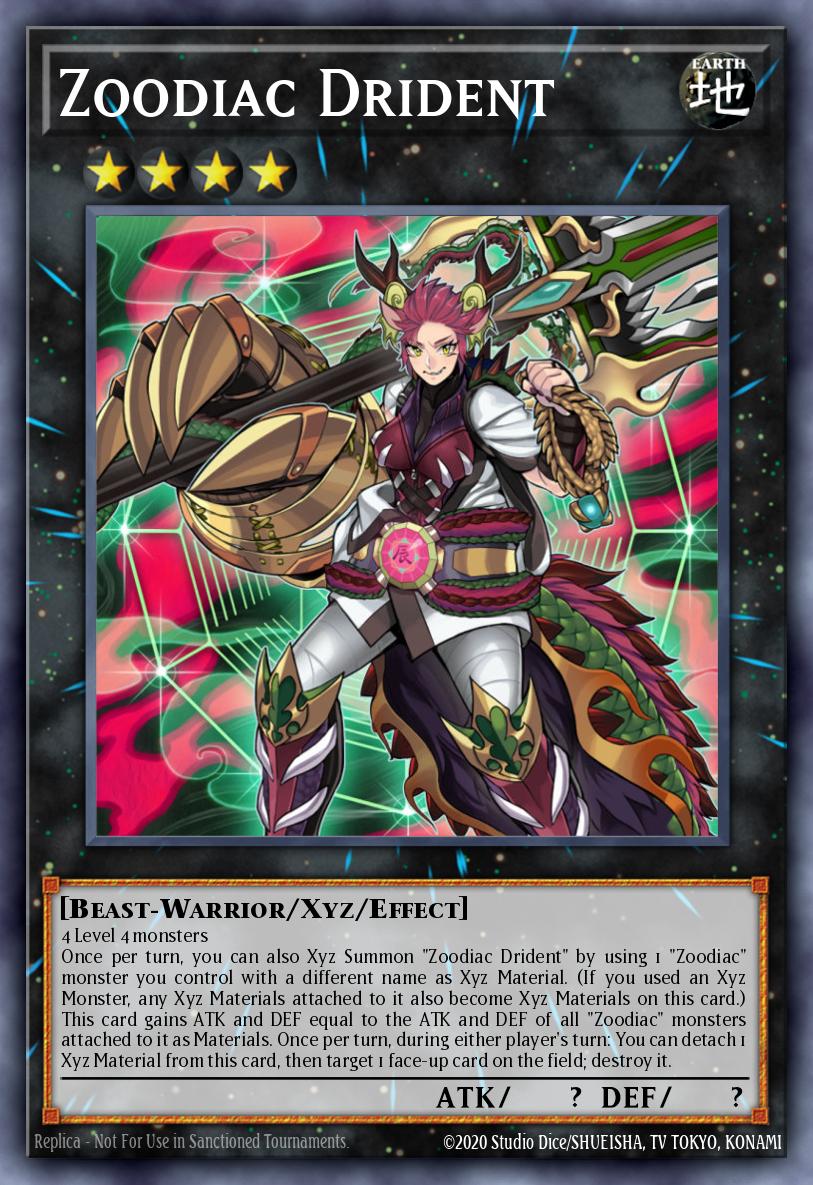 Zoodiac Drident
EARTH
地
辰
[Beast-Warrior/Xyz/Effect]
4 Level 4 monsters
Once per turn, you can also Xyz Summon "Zoodiac Drident" by using 1 "Zoodiac"
monster you control with a different name as Xyz Material. (If you used an Xyz
Monster, any Xyz Materials attached to it also become Xyz Materials on this card.)
This card gains ATK and DEF equal to the ATK and DEF of all "Zoodiac" monsters
attached to it as Materials. Once per turn, during either player's turn: You can detach 1
Xyz Material from this card, then target 1 face-up card on the field; destroy it.
ATK/ ? DEF/ ?
Replica - Not For Use in Sanctioned Tournaments.
©2020 Studio Dice/SHUEISHA, TV TOKYO, KONAMI